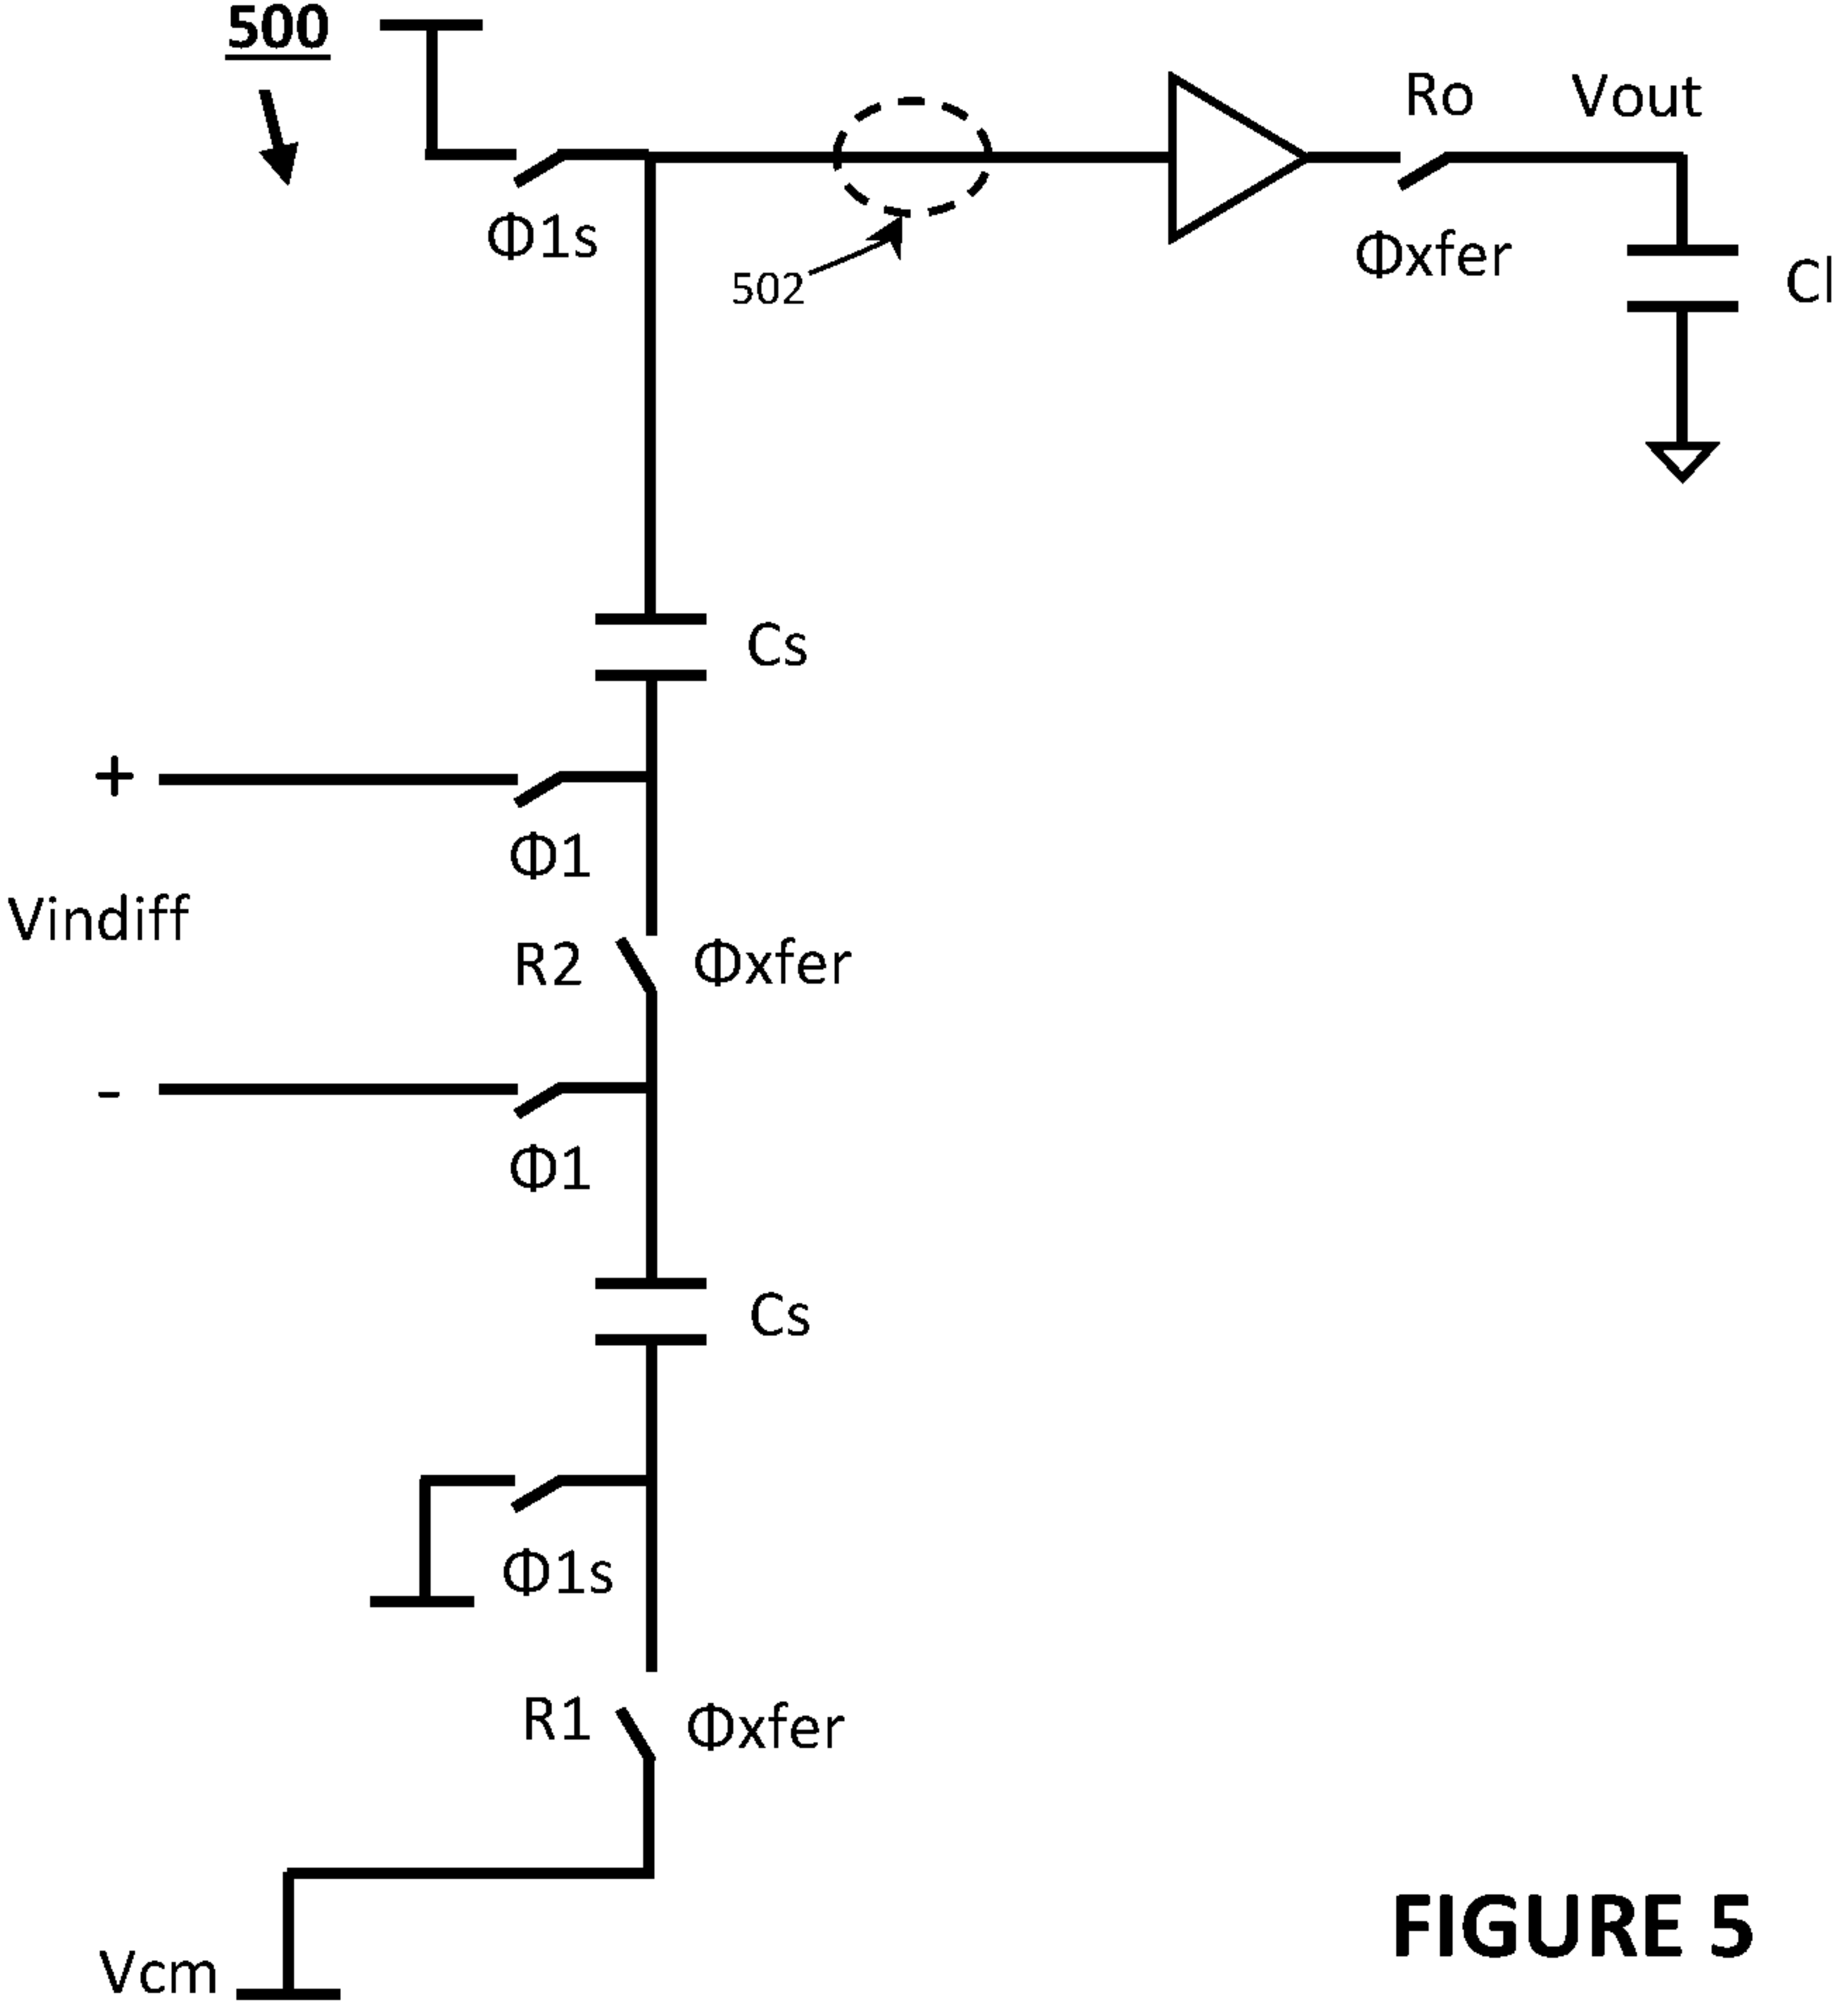 500
Ro
Vout
Φ1s
Φxfer
Cl
502
Cs
+
Φ1
Vindiff
R2
Φxfer
-
Φ1
Cs
Φ1s
R1
Φxfer
Vcm
FIGURE 5